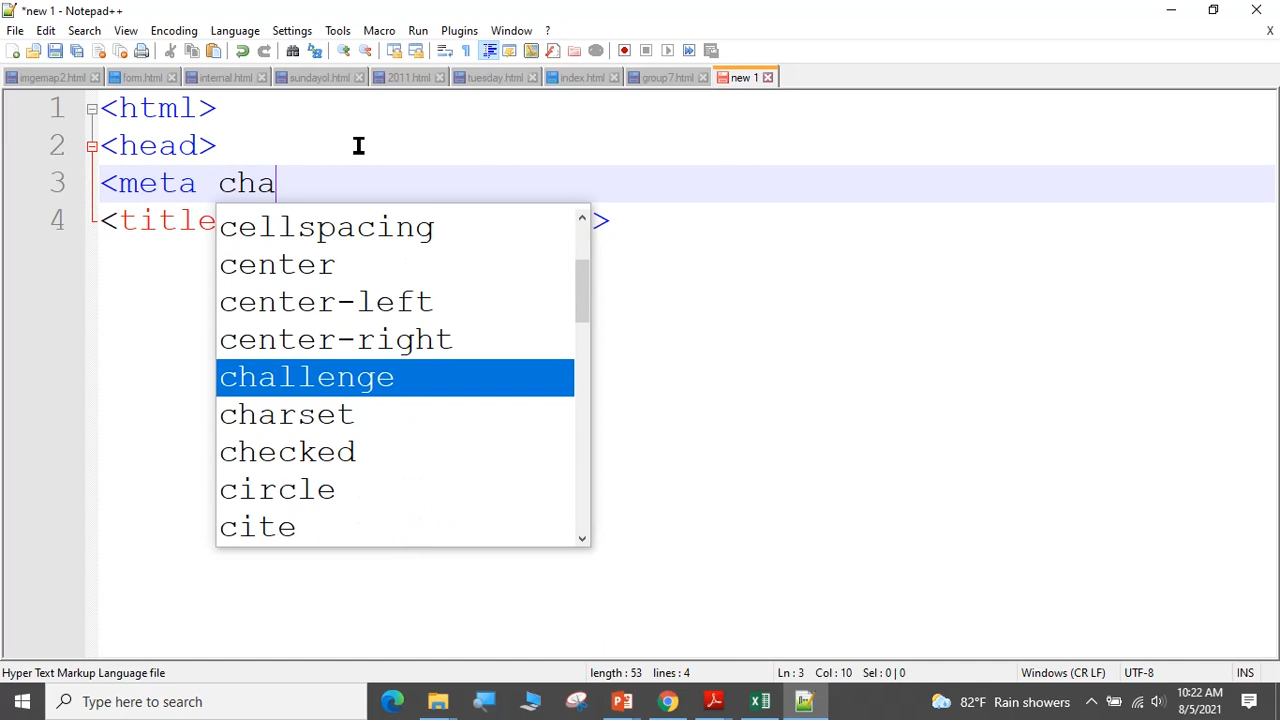 *new 1 - Notepad++
File Edit Search View Encoding Language Settings Tools Macro Run Plugins Window ? X
imgemap2.html form.html internal.html sundayol.html 2011.html tuesday.html index.html group7.html new 1
1 <html>
2 <head>
3 <meta cha
4 <title >
cellspacing
center
center-left
center-right
challenge
charset
checked
circle
cite
Hyper Text Markup Language file length : 53 lines : 4 Ln : 3 Col : 10 Sel : 0 | 0 Windows (CR LF) UTF-8 INS
Type here to search 82°F Rain showers 10:22 AM
8/5/2021